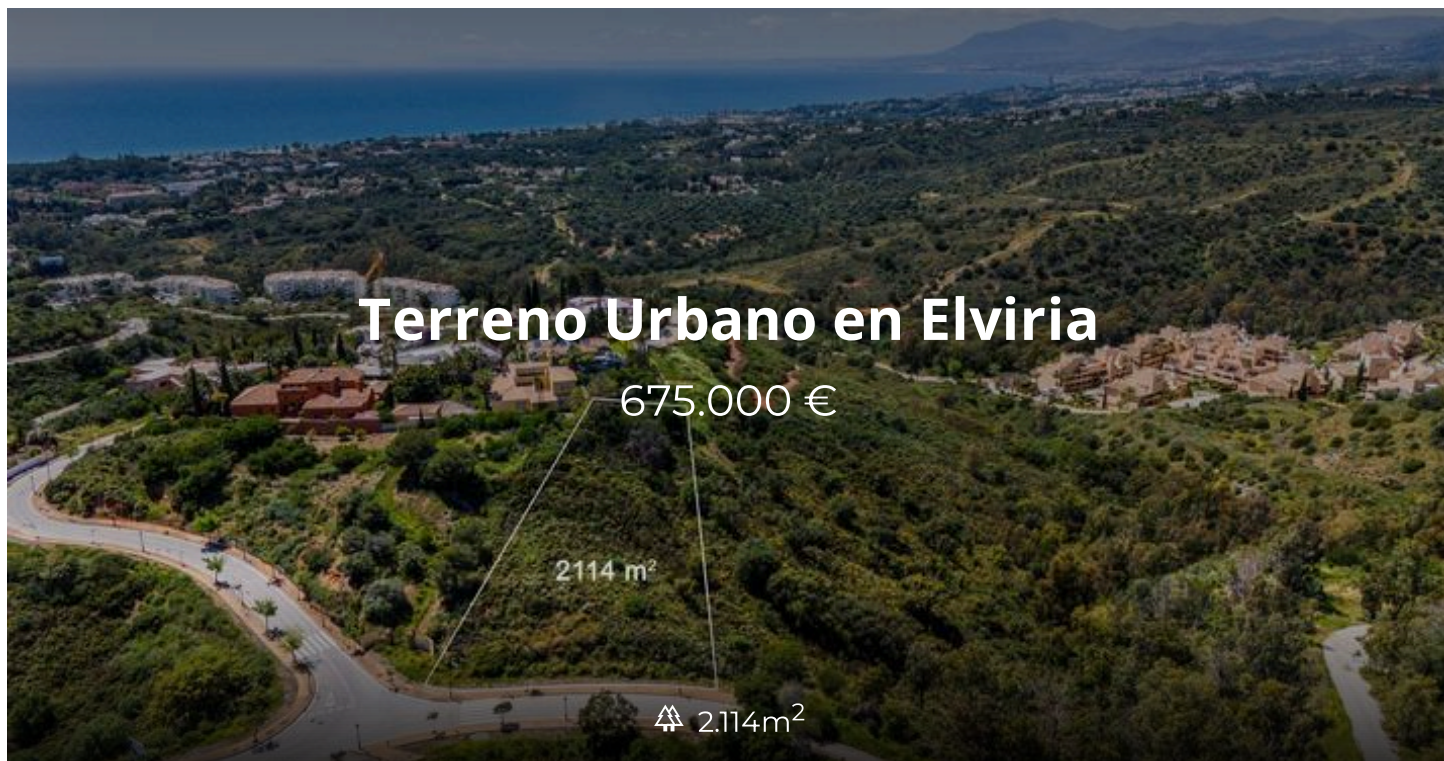 Terreno Urbano en Elviria
675.000 €
2114 m²
2.114m²